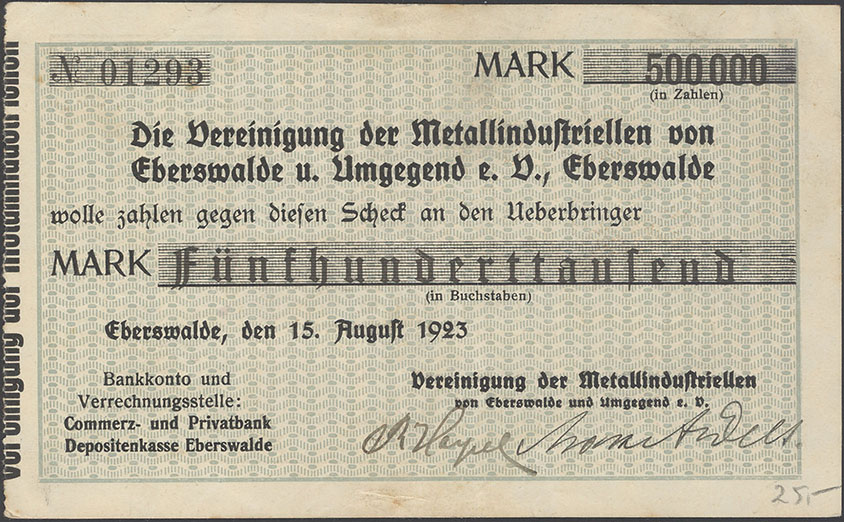 № 01293
MARK 500000
(in Zahlen)
Die Vereinigung der Metallindustriellen von
Eberswalde u. Umgegend e. V., Eberswalde
wolle zahlen gegen diesen Scheck an den Ueberbringer
MARK Fünfhunderttausend
(in Buchstaben)
Eberswalde, den 15. August 1923
Bankkonto und
Verrechnungsstelle:
Commerz- und Privatbank
Depositenkasse Eberswalde
Vereinigung der Metallindustriellen
von Eberswalde und Umgegend e. V.
25,-